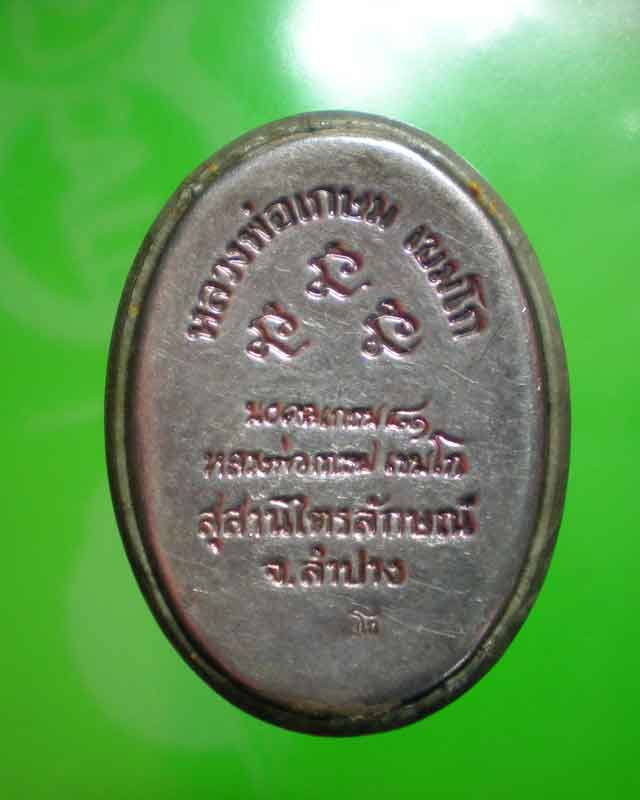 หลวงพ่อเกษม เขมโก
มงคลเกษม ๘๑
หลวงพ่อเกษม เขมโก
สุสานไตรลักษณ์
จ.ลำปาง